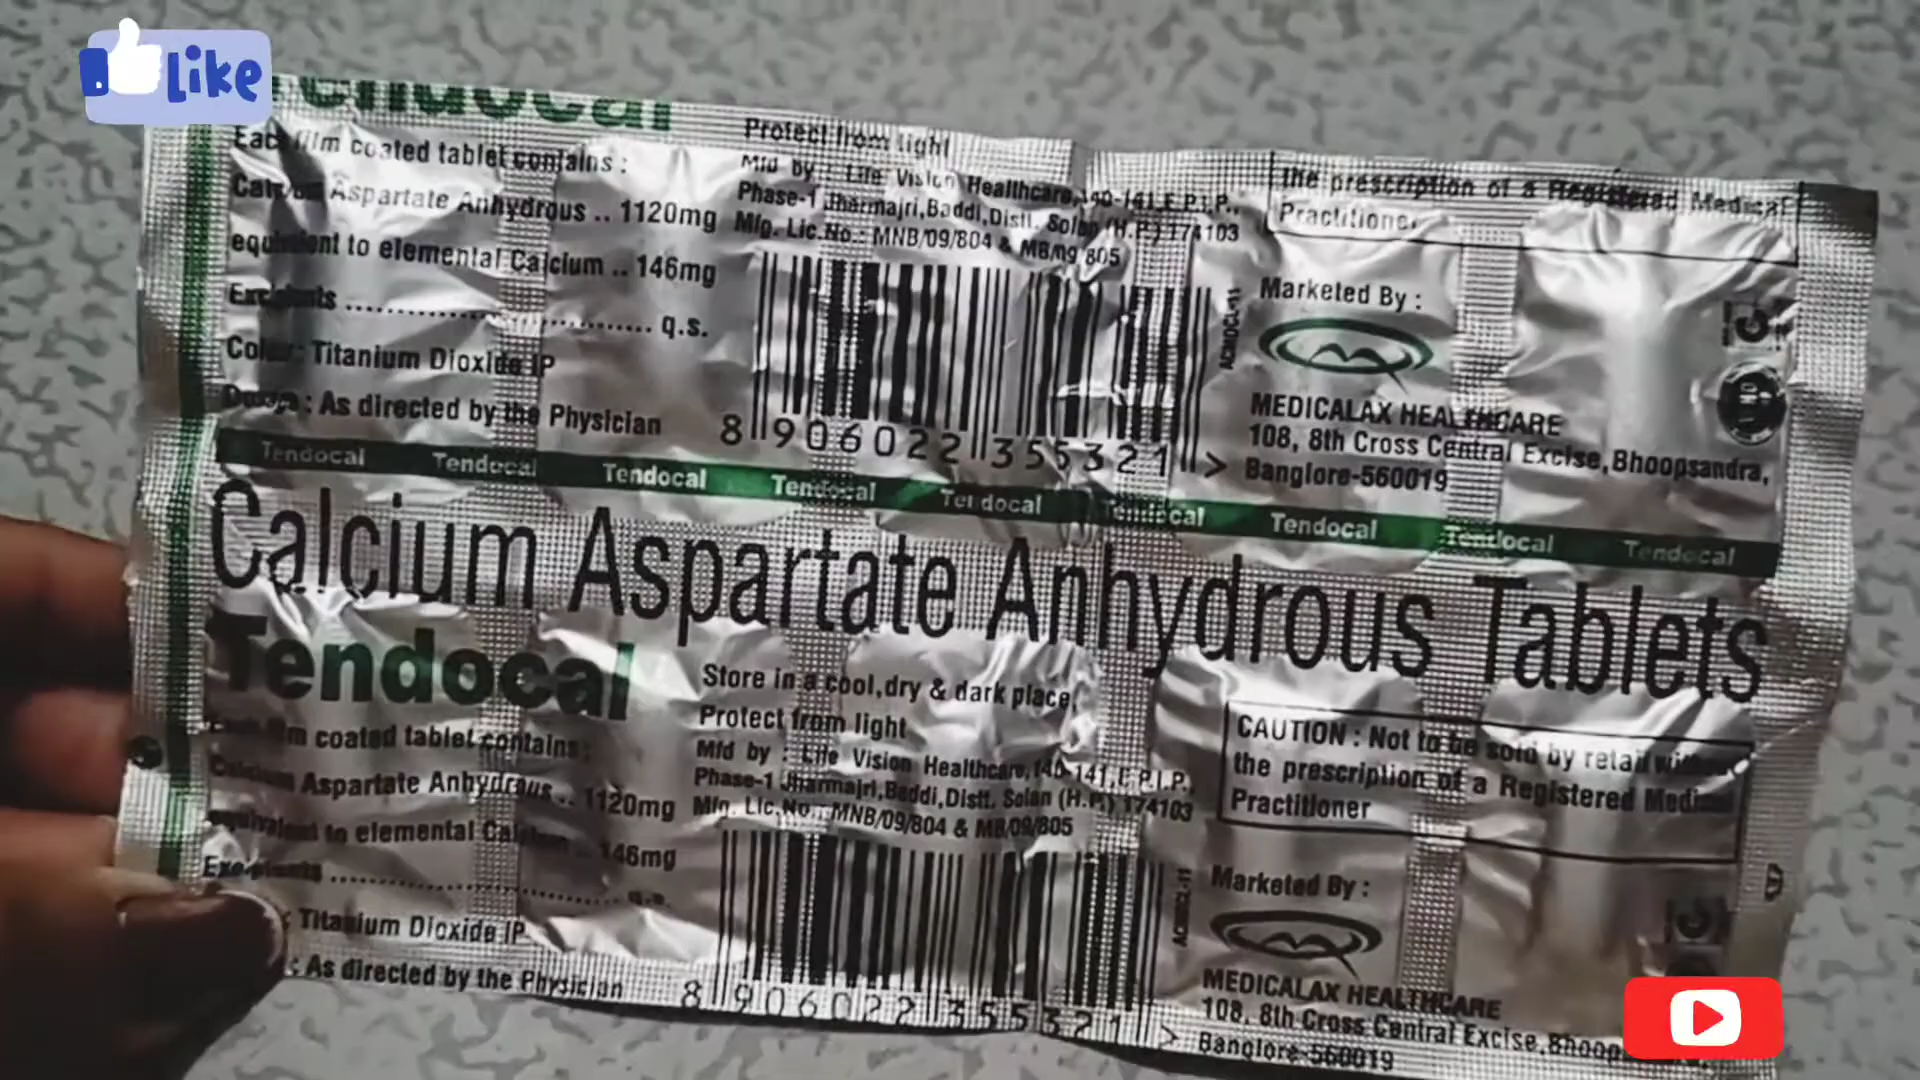 Like
Tendocal
Each film coated tablet contains :
Calcium Aspartate Anhydrous .. 1120mg
equivalent to elemental Calcium .. 146mg
Excipients ................................ q.s.
Color : Titanium Dioxide IP
Dosage : As directed by the Physician
Protect from light
Mfd by : Life Vision Healthcare,140-141,E.P.I.P.,
Phase-1 Jharmajri,Baddi,Distt. Solan (H.P.) 174103
Mfg. Lic.No.: MNB/09/804 & MB/09/805
8 906022 355321 >
the prescription of a Registered Medical
Practitioner
Marketed By :
MEDICALAX HEALTHCARE
108, 8th Cross Central Excise,Bhoopsandra,
Banglore-560019
Tendocal Tendocal Tendocal Tendocal Tendocal Tendocal Tendocal Tendocal Tendocal
Calcium Aspartate Anhydrous Tablets
Tendocal
Each film coated tablet contains:
Calcium Aspartate Anhydrous .. 1120mg
equivalent to elemental Calcium .. 146mg
Excipients ................................ q.s.
: Titanium Dioxide IP
: As directed by the Physician
Store in a cool,dry & dark place,
Protect from light
Mfd by : Life Vision Healthcare,140-141,E.P.I.P.,
Phase-1 Jharmajri,Baddi,Distt. Solan (H.P.) 174103
Mfg. Lic.No.: MNB/09/804 & MB/09/805
8 906022 355321 >
CAUTION : Not to be sold by retail without
the prescription of a Registered Medical
Practitioner
Marketed By :
MEDICALAX HEALTHCARE
108, 8th Cross Central Excise,
Banglore-560019